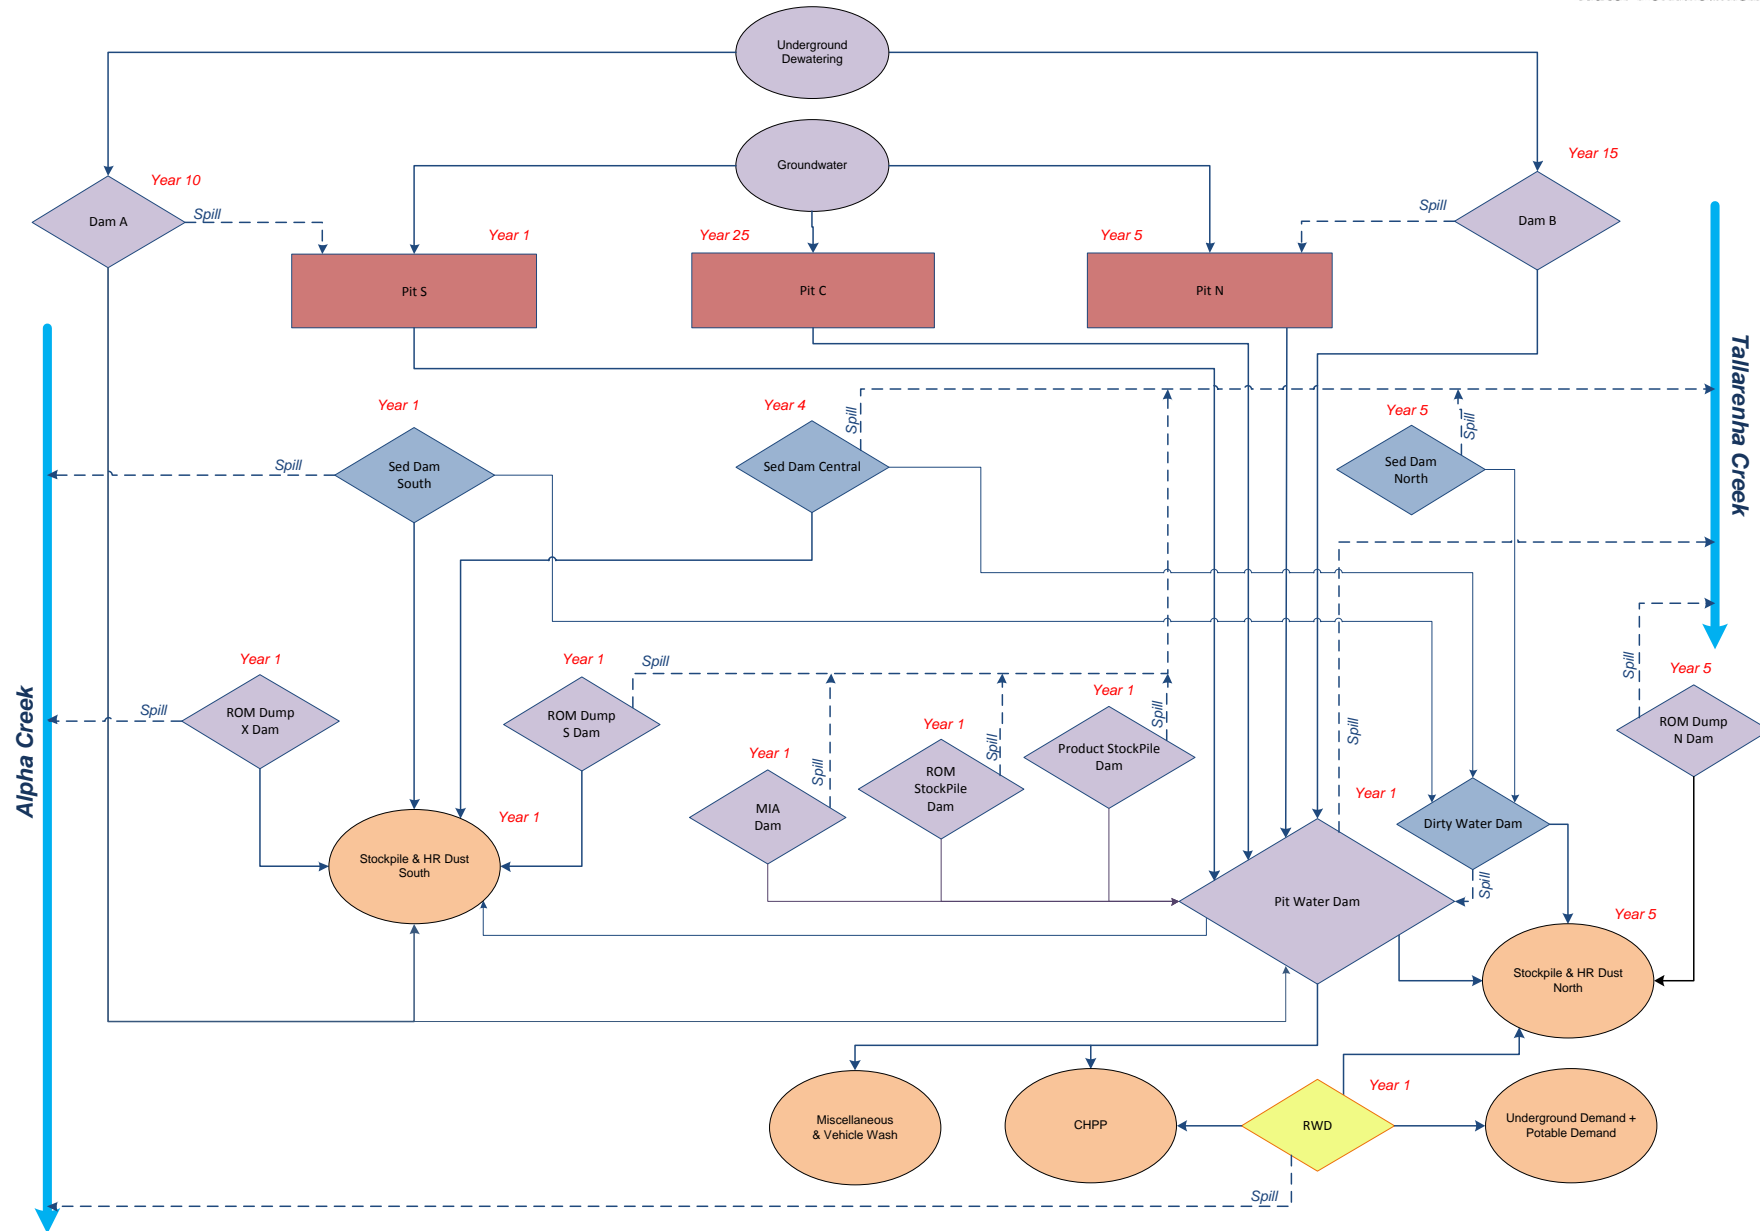 Underground
Dewatering
Groundwater
Year 10
Year 15
Dam A
Spill
Spill
Dam B
Year 1
Year 25
Year 5
Pit S
Pit C
Pit N
Tallarenha Creek
Year 1
Year 4
Year 5
Spill
Spill
Spill
Sed Dam
South
Sed Dam Central
Sed Dam
North
Alpha Creek
Year 1
Year 1
Spill
Year 1
Year 1
Year 1
Year 5
Spill
Spill
ROM Dump
X Dam
ROM Dump
S Dam
Spill
Spill
Spill
Spill
ROM Dump
N Dam
MIA
Dam
ROM
StockPile
Dam
Product StockPile
Dam
Year 1
Year 1
Dirty Water Dam
Stockpile & HR Dust
South
Spill
Pit Water Dam
Year 5
Stockpile & HR Dust
North
Year 1
Miscellaneous
& Vehicle Wash
CHPP
RWD
Underground Demand +
Potable Demand
Spill